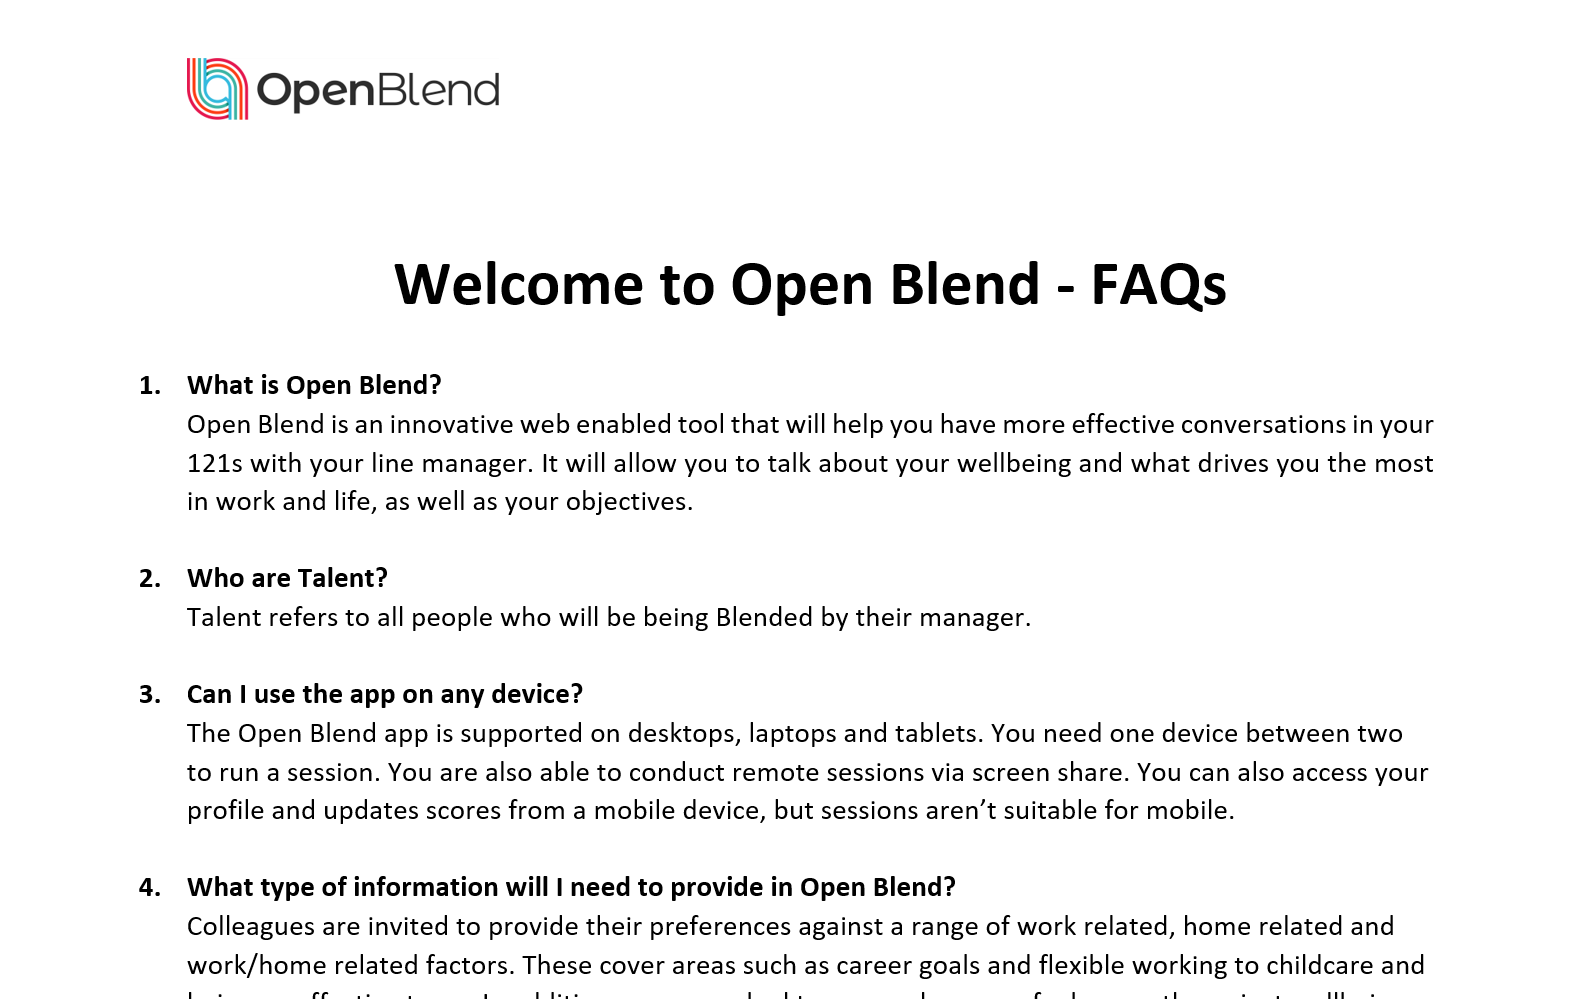 OpenBlend
Welcome to Open Blend - FAQs
1. What is Open Blend?
Open Blend is an innovative web enabled tool that will help you have more effective conversations in your
121s with your line manager. It will allow you to talk about your wellbeing and what drives you the most
in work and life, as well as your objectives.
2. Who are Talent?
Talent refers to all people who will be being Blended by their manager.
3. Can I use the app on any device?
The Open Blend app is supported on desktops, laptops and tablets. You need one device between two
to run a session. You are also able to conduct remote sessions via screen share. You can also access your
profile and updates scores from a mobile device, but sessions aren’t suitable for mobile.
4. What type of information will I need to provide in Open Blend?
Colleagues are invited to provide their preferences against a range of work related, home related and
work/home related factors. These cover areas such as career goals and flexible working to childcare and